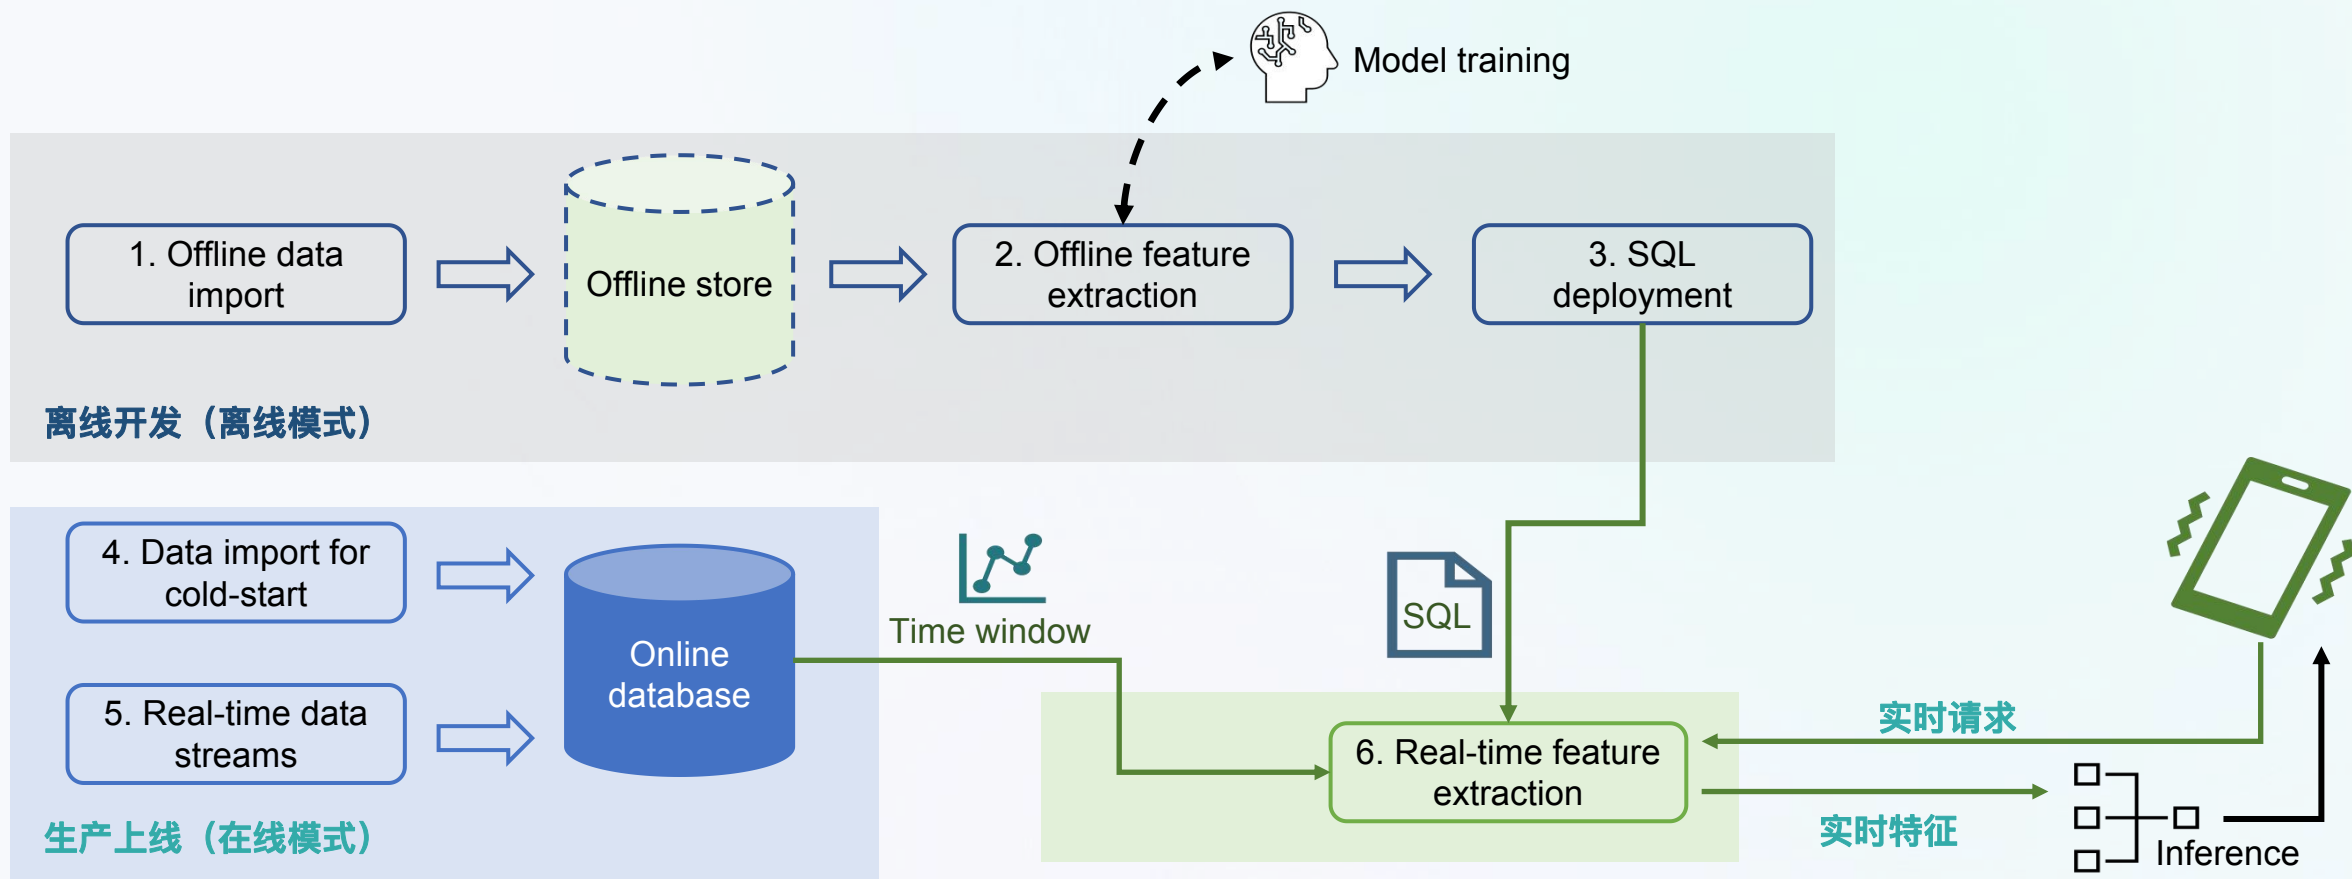 Model training
1. Offline data
import
Offline store
2. Offline feature
extraction
3. SQL
deployment
离线开发（离线模式）
4. Data import for
cold-start
5. Real-time data
streams
Online
database
生产上线（在线模式）
Time window
SQL
6. Real-time feature
extraction
实时请求
实时特征
Inference